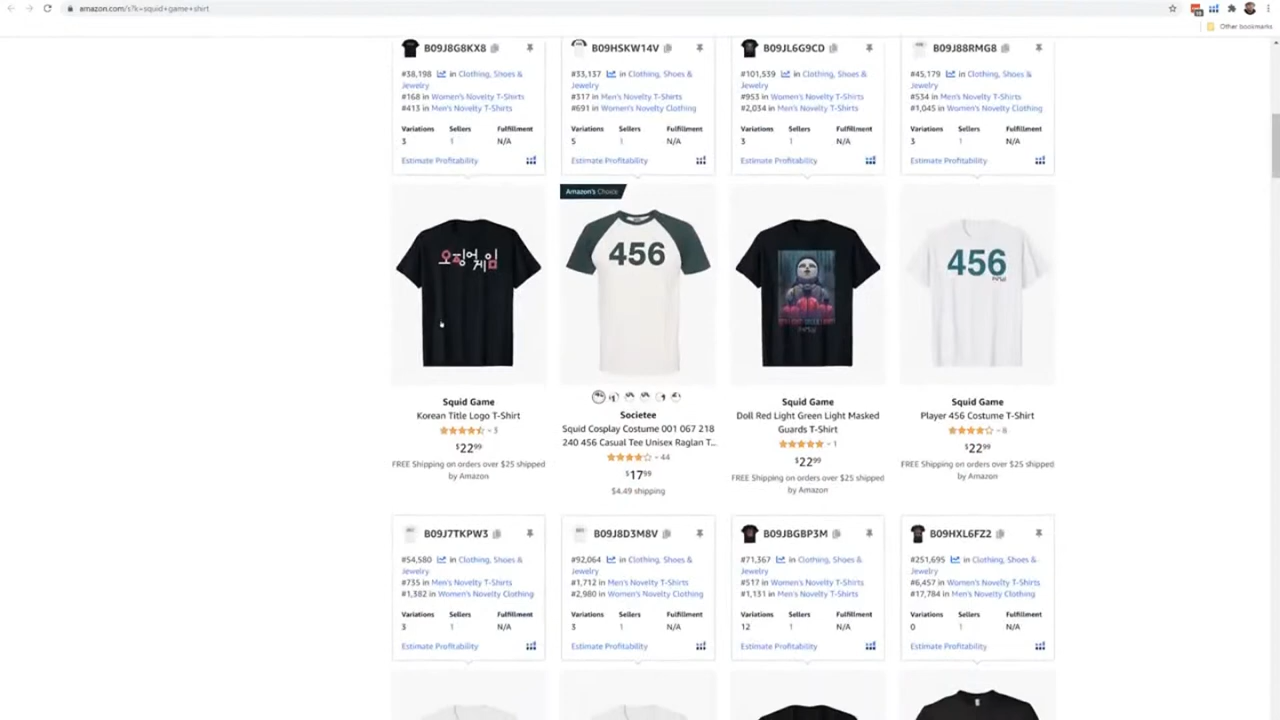 amazon.com/s?k=squid+game+shirt
Other bookmarks
B09J8G8KX8
#38,198 in Clothing, Shoes &
Jewelry
#168 in Women's Novelty T-Shirts
#413 in Men's Novelty T-Shirts
Variations Sellers Fulfillment
3 1 N/A
Estimate Profitability
B09HSKW14V
#33,137 in Clothing, Shoes &
Jewelry
#317 in Men's Novelty T-Shirts
#691 in Women's Novelty Clothing
Variations Sellers Fulfillment
5 1 N/A
Estimate Profitability
B09JL6G9CD
#101,539 in Clothing, Shoes &
Jewelry
#953 in Women's Novelty T-Shirts
#2,034 in Men's Novelty T-Shirts
Variations Sellers Fulfillment
3 1 N/A
Estimate Profitability
B09J88RMG8
#45,179 in Clothing, Shoes &
Jewelry
#534 in Men's Novelty T-Shirts
#1,045 in Women's Novelty Clothing
Variations Sellers Fulfillment
3 1 N/A
Estimate Profitability
오징어
게임
Squid Game
Korean Title Logo T-Shirt
5
$22.99
FREE Shipping on orders over $25 shipped
by Amazon
Amazon's Choice
456
Societee
Squid Cosplay Costume 001 067 218
240 456 Casual Tee Unisex Raglan T...
44
$17.99
$4.49 shipping
Squid Game
Doll Red Light Green Light Masked
Guards T-Shirt
1
$22.99
FREE Shipping on orders over $25 shipped
by Amazon
456
Squid Game
Player 456 Costume T-Shirt
8
$22.99
FREE Shipping on orders over $25 shipped
by Amazon
B09J7TKPW3
#54,580 in Clothing, Shoes &
Jewelry
#735 in Men's Novelty T-Shirts
#1,382 in Women's Novelty Clothing
Variations Sellers Fulfillment
3 1 N/A
Estimate Profitability
B09J8D3M8V
#92,064 in Clothing, Shoes &
Jewelry
#1,712 in Men's Novelty T-Shirts
#2,980 in Women's Novelty Clothing
Variations Sellers Fulfillment
3 1 N/A
Estimate Profitability
B09JBGBP3M
#71,367 in Clothing, Shoes &
Jewelry
#517 in Women's Novelty T-Shirts
#1,131 in Men's Novelty T-Shirts
Variations Sellers Fulfillment
12 1 N/A
Estimate Profitability
B09HXL6FZ2
#251,695 in Clothing, Shoes &
Jewelry
#6,457 in Women's Novelty T-Shirts
#17,784 in Men's Novelty Clothing
Variations Sellers Fulfillment
0 1 N/A
Estimate Profitability